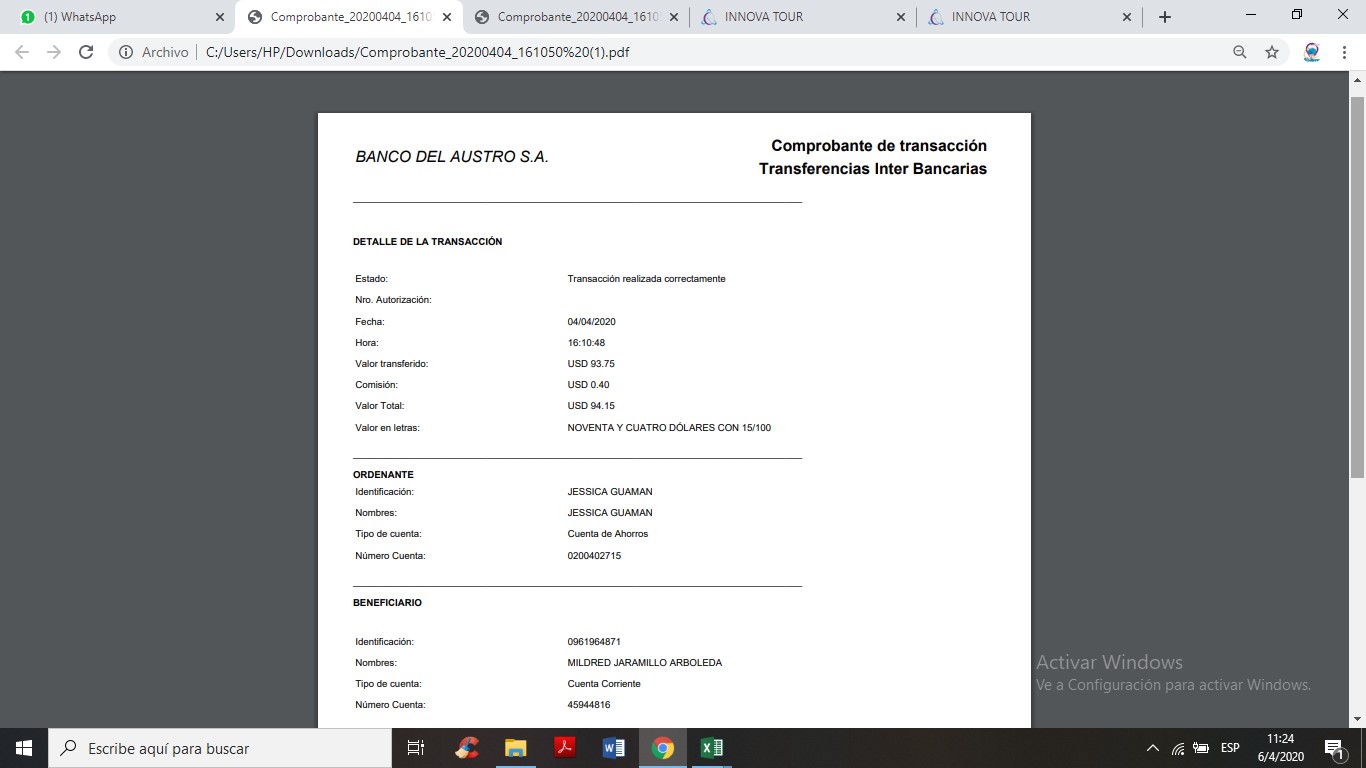 (1) WhatsApp
Comprobante_20200404_1610
Comprobante_20200404_1610
INNOVA TOUR
INNOVA TOUR
Archivo
C:/Users/HP/Downloads/Comprobante_20200404_161050%20(1).pdf
BANCO DEL AUSTRO S.A.
Comprobante de transacción
Transferencias Inter Bancarias
DETALLE DE LA TRANSACCIÓN
Estado: Transacción realizada correctamente
Nro. Autorización:
Fecha: 04/04/2020
Hora: 16:10:48
Valor transferido: USD 93.75
Comisión: USD 0.40
Valor Total: USD 94.15
Valor en letras: NOVENTA Y CUATRO DÓLARES CON 15/100
ORDENANTE
Identificación: JESSICA GUAMAN
Nombres: JESSICA GUAMAN
Tipo de cuenta: Cuenta de Ahorros
Número Cuenta: 0200402715
BENEFICIARIO
Identificación: 0961964871
Nombres: MILDRED JARAMILLO ARBOLEDA
Tipo de cuenta: Cuenta Corriente
Número Cuenta: 45944816
Activar Windows
Ve a Configuración para activar Windows.
Escribe aquí para buscar
ESP
11:24
6/4/2020
1